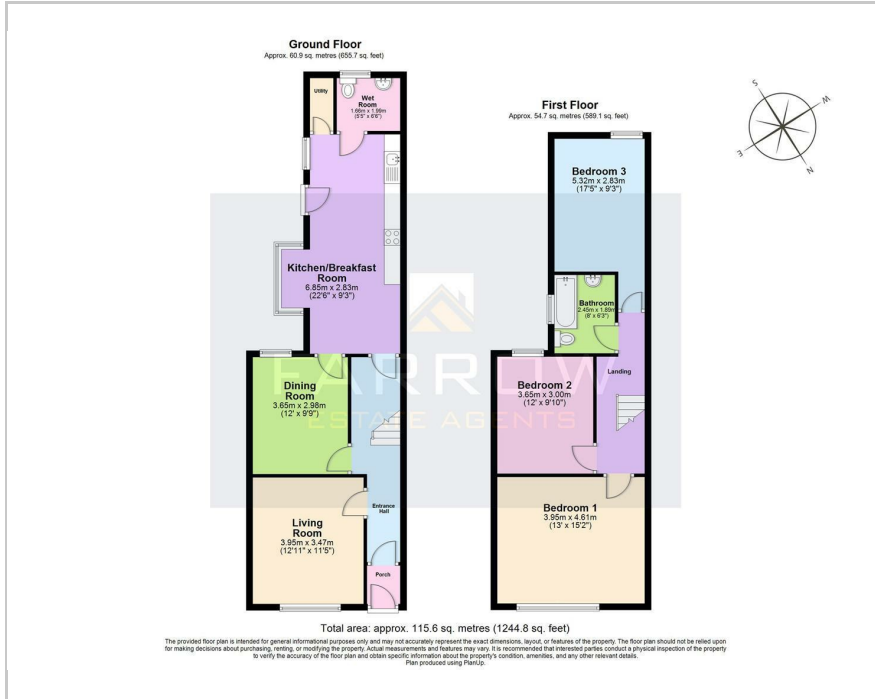 Ground Floor
Approx. 60.9 sq. metres (655.7 sq. feet)
Utility
Wet
Room
1.66m x 1.99m
(5'5" x 6'6")
Kitchen/Breakfast
Room
6.85m x 2.83m
(22'6" x 9'3")
Dining
Room
3.65m x 2.98m
(12' x 9'9")
Living
Room
3.95m x 3.47m
(12'11" x 11'5")
Entrance
Hall
Porch
First Floor
Approx. 54.7 sq. metres (589.1 sq. feet)
Bedroom 3
5.32m x 2.83m
(17'5" x 9'3")
Bathroom
2.45m x 1.89m
(8' x 6'3")
Landing
Bedroom 2
3.65m x 3.00m
(12' x 9'10")
Bedroom 1
3.95m x 4.61m
(13' x 15'2")
S
W
E
N
FARROW
ESTATE AGENTS
Total area: approx. 115.6 sq. metres (1244.8 sq. feet)
The provided floor plan is intended for general informational purposes only and may not accurately represent the exact dimensions, layout, or features of the property. The floor plan should not be relied upon
for making decisions about purchasing, renting, or modifying the property. Actual measurements and features may vary. It is recommended that interested parties conduct a physical inspection of the property
to verify the accuracy of the floor plan and obtain specific information about the property's condition, amenities, and any other relevant details.
Plan produced using PlanUp.